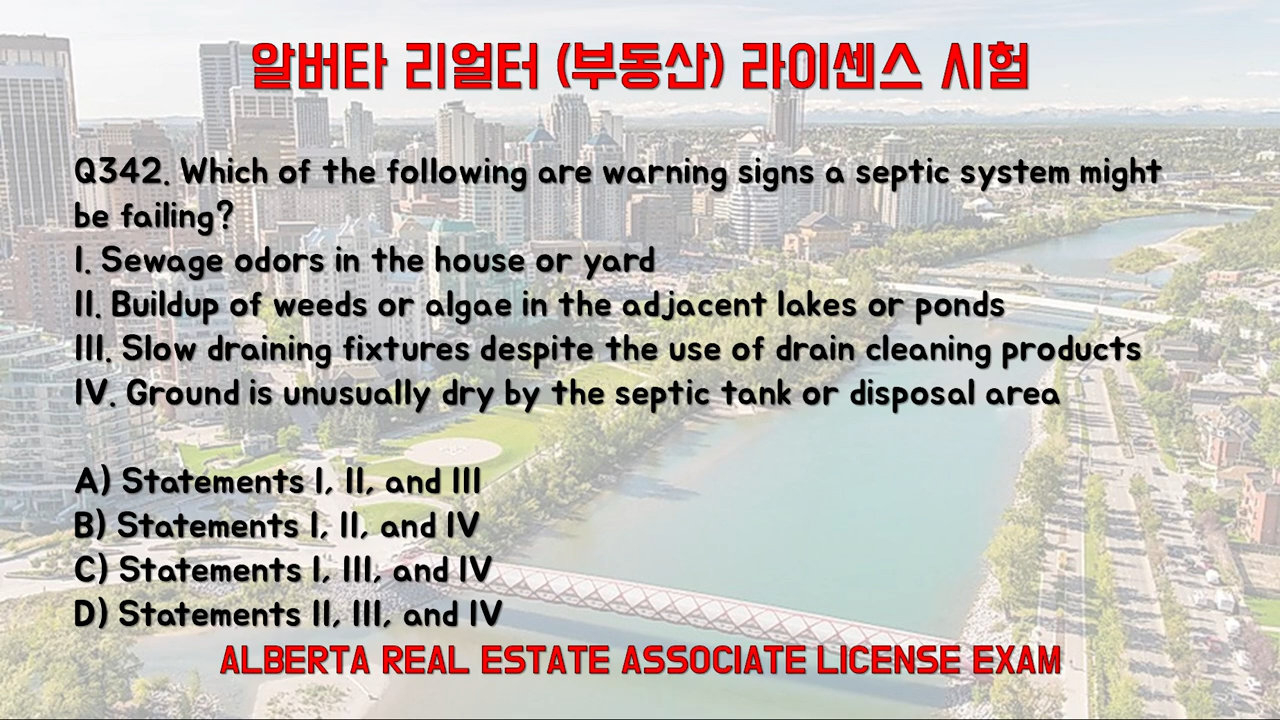 알버타 리얼터 (부동산) 라이센스 시험
Q342. Which of the following are warning signs a septic system might
be failing?
I. Sewage odors in the house or yard
II. Buildup of weeds or algae in the adjacent lakes or ponds
III. Slow draining fixtures despite the use of drain cleaning products
IV. Ground is unusually dry by the septic tank or disposal area
A) Statements I, II, and III
B) Statements I, II, and IV
C) Statements I, III, and IV
D) Statements II, III, and IV
ALBERTA REAL ESTATE ASSOCIATE LICENSE EXAM